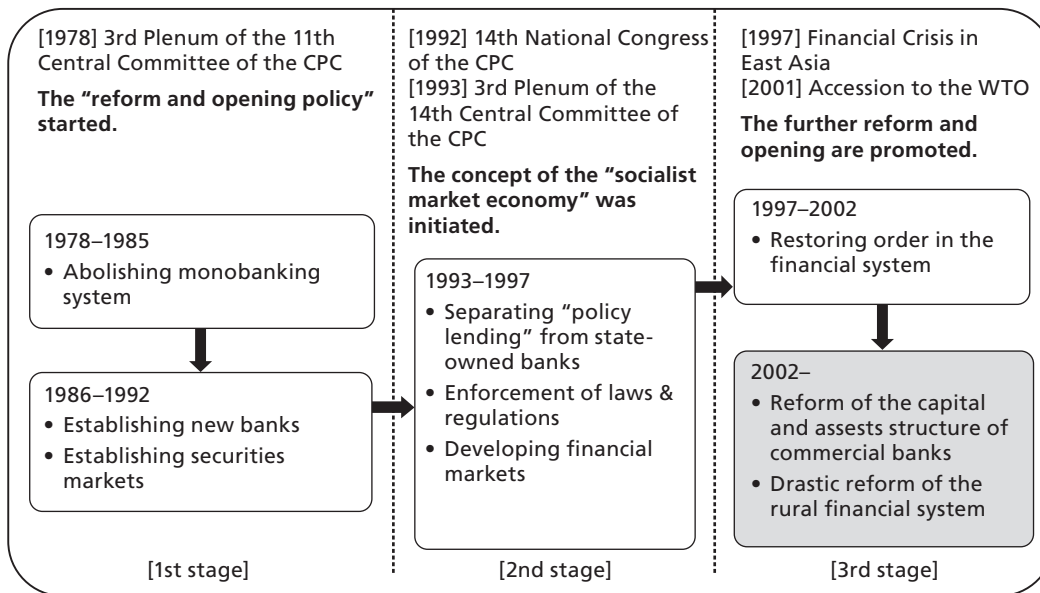 [1978] 3rd Plenum of the 11th
Central Committee of the CPC
The “reform and opening policy”
started.
1978–1985
• Abolishing monobanking
system
1986–1992
• Establishing new banks
• Establishing securities
markets
[1st stage]
[1992] 14th National Congress
of the CPC
[1993] 3rd Plenum of the
14th Central Committee of
the CPC
The concept of the “socialist
market economy” was
initiated.
1993–1997
• Separating “policy
lending” from state-
owned banks
• Enforcement of laws &
regulations
• Developing financial
markets
[2nd stage]
[1997] Financial Crisis in
East Asia
[2001] Accession to the WTO
The further reform and
opening are promoted.
1997–2002
• Restoring order in the
financial system
2002–
• Reform of the capital
and assests structure of
commercial banks
• Drastic reform of the
rural financial system
[3rd stage]